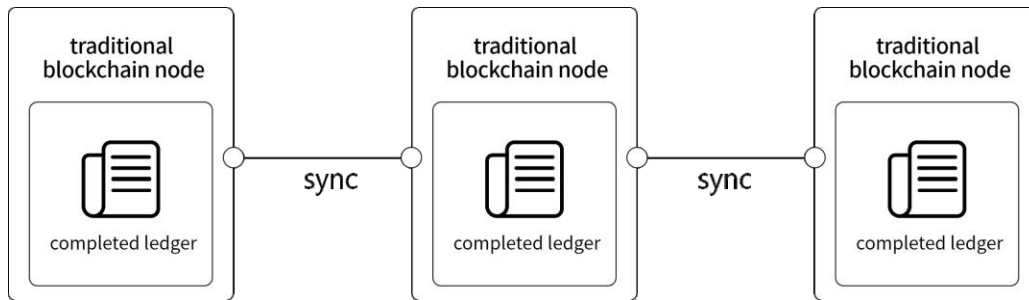 traditional
blockchain node
completed ledger
sync
traditional
blockchain node
completed ledger
sync
traditional
blockchain node
completed ledger